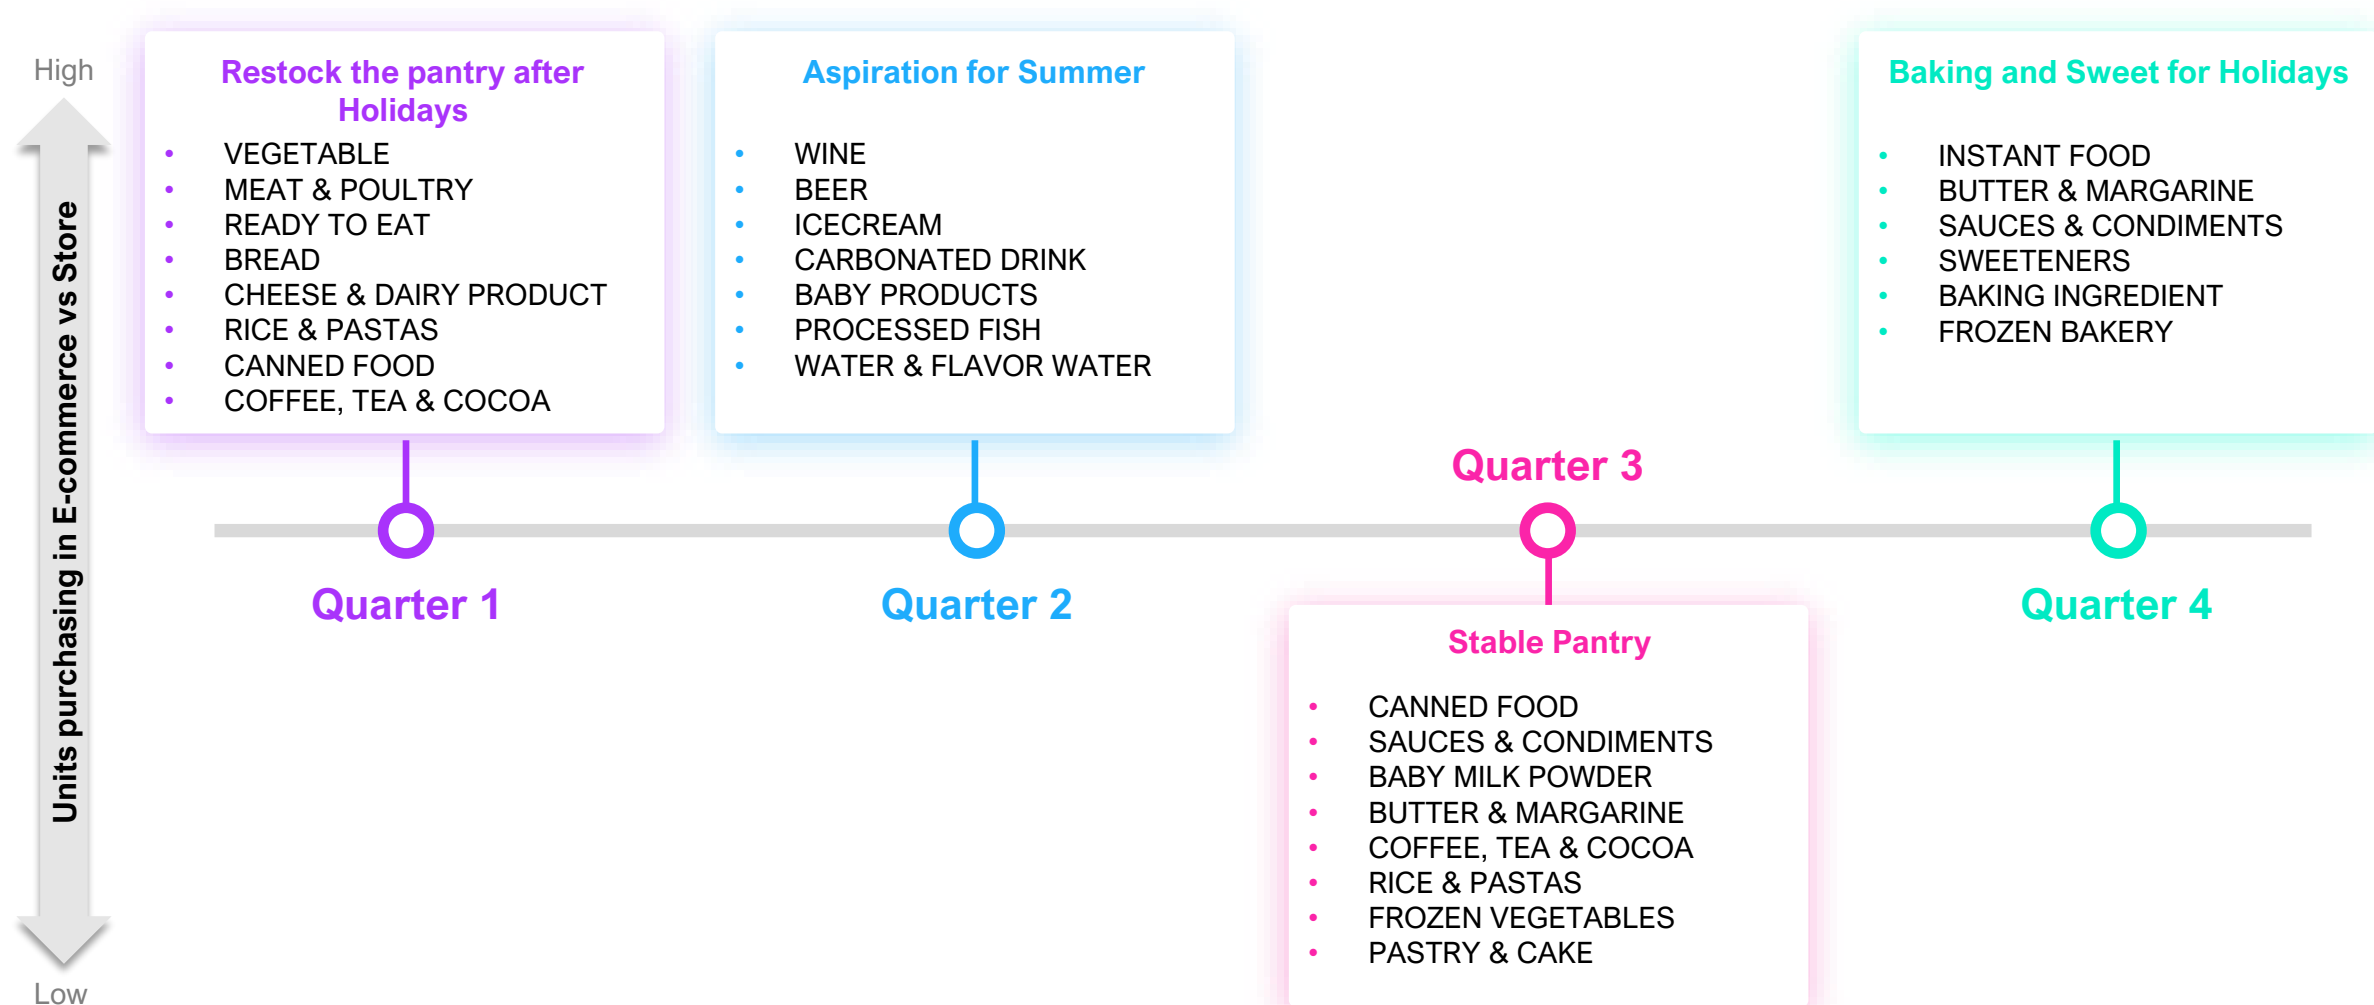 High
Units purchasing in E-commerce vs Store
Low
Restock the pantry after
Holidays
• VEGETABLE
• MEAT & POULTRY
• READY TO EAT
• BREAD
• CHEESE & DAIRY PRODUCT
• RICE & PASTAS
• CANNED FOOD
• COFFEE, TEA & COCOA
Quarter 1
Aspiration for Summer
• WINE
• BEER
• ICECREAM
• CARBONATED DRINK
• BABY PRODUCTS
• PROCESSED FISH
• WATER & FLAVOR WATER
Quarter 2
Quarter 3
Stable Pantry
• CANNED FOOD
• SAUCES & CONDIMENTS
• BABY MILK POWDER
• BUTTER & MARGARINE
• COFFEE, TEA & COCOA
• RICE & PASTAS
• FROZEN VEGETABLES
• PASTRY & CAKE
Baking and Sweet for Holidays
• INSTANT FOOD
• BUTTER & MARGARINE
• SAUCES & CONDIMENTS
• SWEETENERS
• BAKING INGREDIENT
• FROZEN BAKERY
Quarter 4